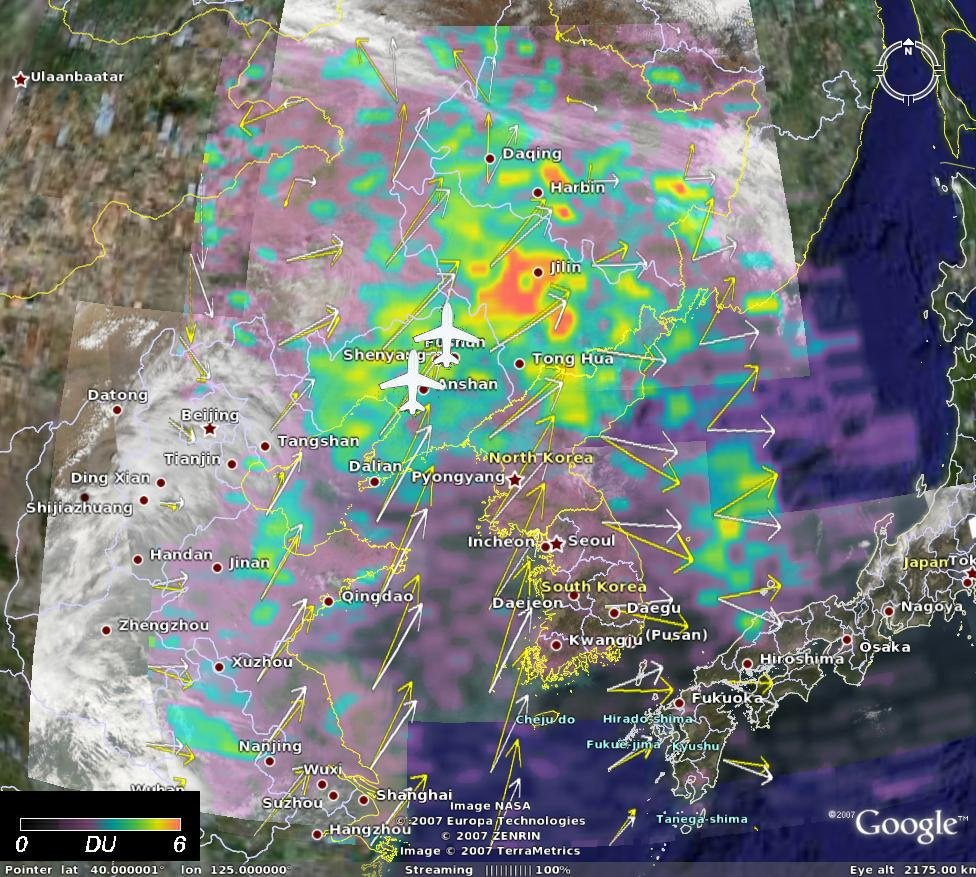 N
Ulaanbaatar
Daqing
Harbin
Jilin
Shenyang
Tong Hua
Anshan
Datong
Beijing
Tangshan
Tianjin
North Korea
Dalian
Pyongyang
Ding Xian
Shijiazhuang
Incheon
Seoul
Handan
Jinan
Japan
Tok
South Korea
Qingdao
Daejeon
Daegu
Nagoya
Zhengzhou
Kwangju
(Pusan)
Osaka
Xuzhou
Hiroshima
Fukuoka
Cheju do
Hirado-shima
Nanjing
Fukue-jima
Kyushu
Wuxi
Wuhan
Suzhou
Shanghai
Tanega-shima
Hangzhou
Image NASA
© 2007 Europa Technologies
© 2007 ZENRIN
Image © 2007 TerraMetrics
©2007 Google™
0 DU 6
Pointer lat 40.000001° lon 125.000000° Streaming |||||||||| 100% Eye alt 2175.00 km